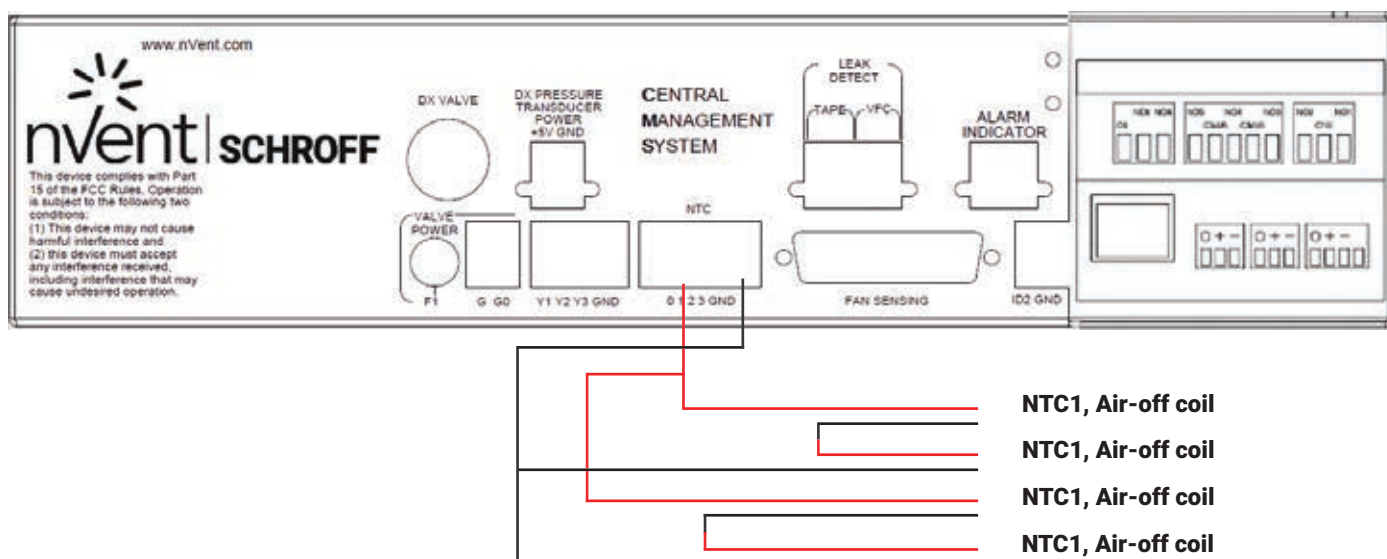 www.nVent.com
nVent | SCHROFF
This device complies with Part
15 of the FCC Rules. Operation
is subject to the following two
conditions:
(1) This device may not cause
harmful interference and
(2) this device must accept
any interference received,
including interference that may
cause undesired operation.
DX VALVE
VALVE
POWER
F1
G G0
DX PRESSURE
TRANSDUCER
POWER
+5V GND
Y1 Y2 Y3 GND
CENTRAL
MANAGEMENT
SYSTEM
NTC
0 1 2 3 GND
LEAK
DETECT
TAPE VFC
FAN SENSING
ALARM
INDICATOR
ID2 GND
NTC1, Air-off coil
NTC1, Air-off coil
NTC1, Air-off coil
NTC1, Air-off coil